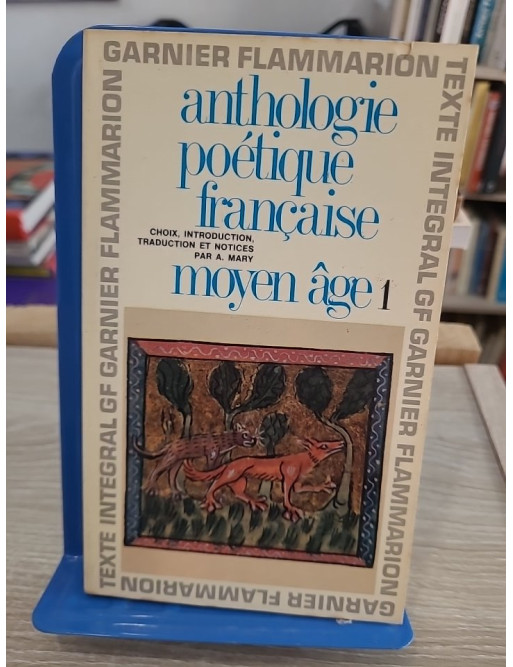 GARNIER FLAMMARION
TEXTE INTEGRAL GF GARNIER FLAMMARION
anthologie
poétique
française
CHOIX, INTRODUCTION,
TRADUCTION ET NOTICES
PAR A. MARY
moyen âge 1
TEXTE INTEGRAL GF GARNIER FLAMMARION
GARNIER FLAMMARION